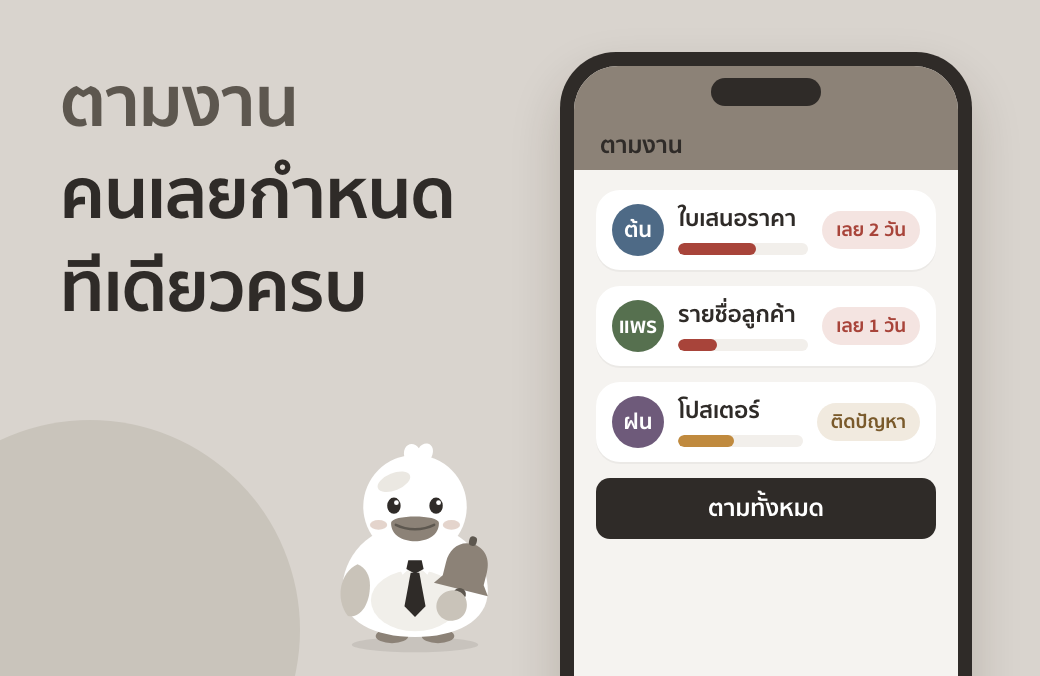 ตามงาน
คนเลยกำหนด
ทีเดียวครบ
ตามงาน
ต้น
ใบเสนอราคา
เลย 2 วัน
แพร
รายชื่อลูกค้า
เลย 1 วัน
ฝน
โปสเตอร์
ติดปัญหา
ตามทั้งหมด